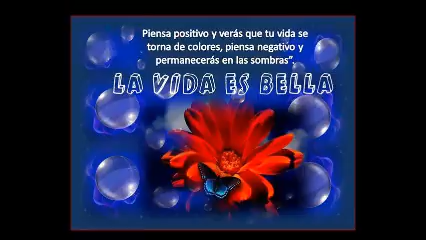 Piensa positivo y verás que tu vida se
torna de colores, piensa negativo y
permanecerás en las sombras”.
LA VIDA ES BELLA